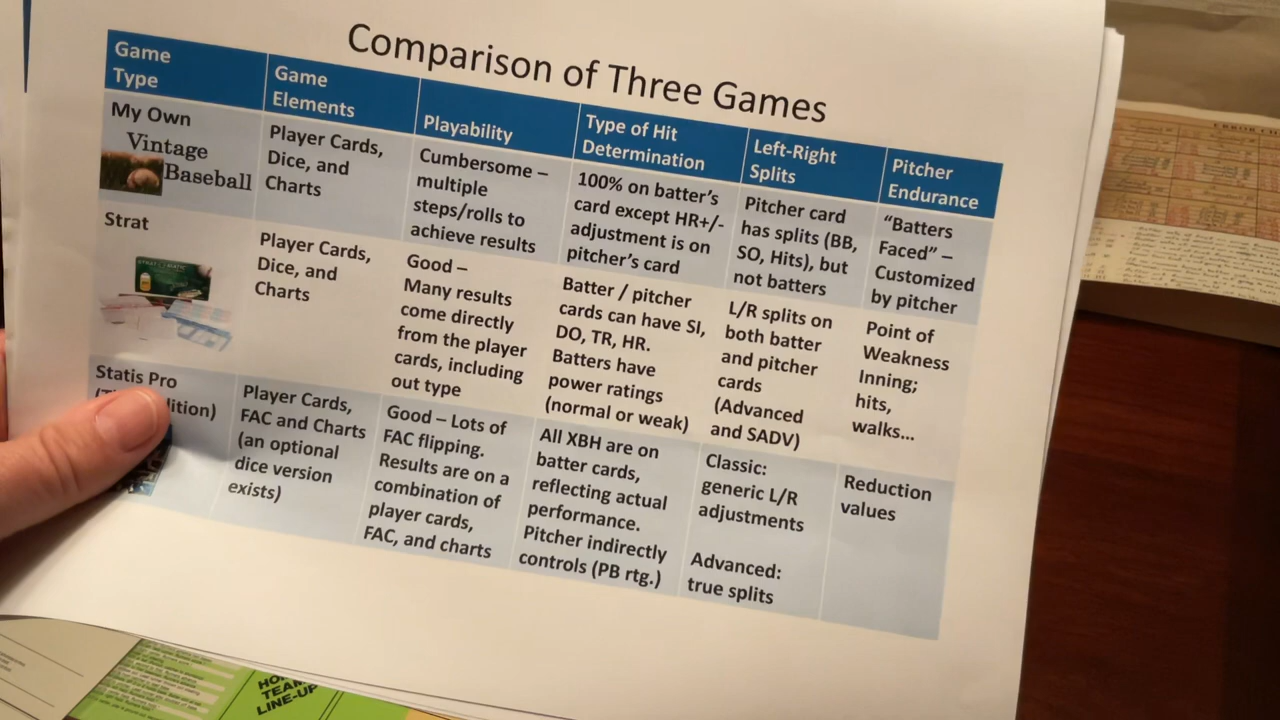 Comparison of Three Games
Game
Type
Game
Elements
Playability
Type of Hit
Determination
Left-Right
Splits
Pitcher
Endurance
My Own
Vintage
Baseball
Player Cards,
Dice, and
Charts
Cumbersome –
multiple
steps/rolls to
achieve results
100% on batter's
card except HR+/-
adjustment is on
pitcher's card
Pitcher card
has splits (BB,
SO, Hits), but
not batters
“Batters
Faced” –
Customized
by pitcher
Strat
Player Cards,
Dice, and
Charts
Good –
Many results
come directly
from the player
cards, including
out type
Batter / pitcher
cards can have SI,
DO, TR, HR.
Batters have
power ratings
(normal or weak)
L/R splits on
both batter
and pitcher
cards
(Advanced
and SADV)
Point of
Weakness
Inning;
hits,
walks...
Statis Pro
Player Cards,
FAC and Charts
(an optional
dice version
exists)
Good – Lots of
FAC flipping.
Results are on a
combination of
player cards,
FAC, and charts
All XBH are on
batter cards,
reflecting actual
performance.
Pitcher indirectly
controls (PB rtg.)
Classic:
generic L/R
adjustments
Advanced:
true splits
Reduction
values
TEAM
LINE-UP